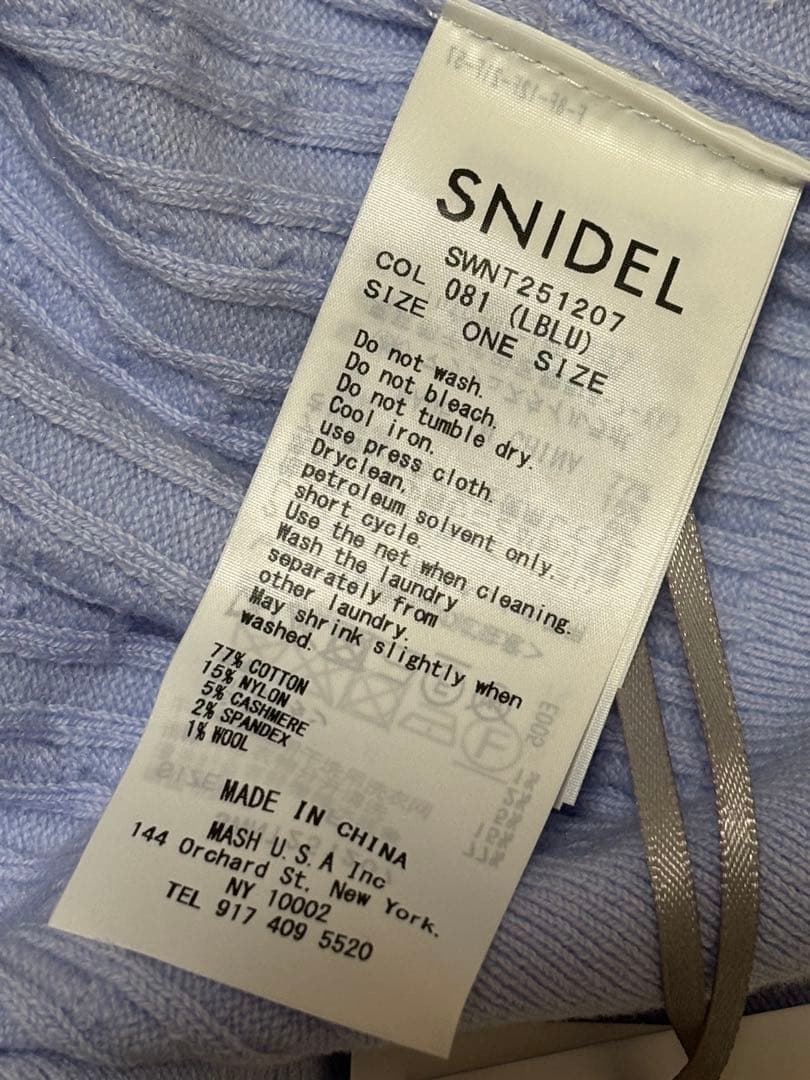 SNIDEL
SWNT251207
COL 081 (LBLU)
SIZE ONE SIZE
Do not wash.
Do not bleach.
Do not tumble dry.
Cool iron.
use press cloth.
Dryclean,
petroleum solvent only.
short cycle.
Use the net when cleaning.
Wash the laundry
separately from
other laundry.
May shrink slightly when
washed.
77% COTTON
15% NYLON
5% CASHMERE
2% SPANDEX
1% WOOL
MADE IN CHINA
MASH U.S.A Inc
144 Orchard St, New York.
NY 10002
TEL 917 409 5520